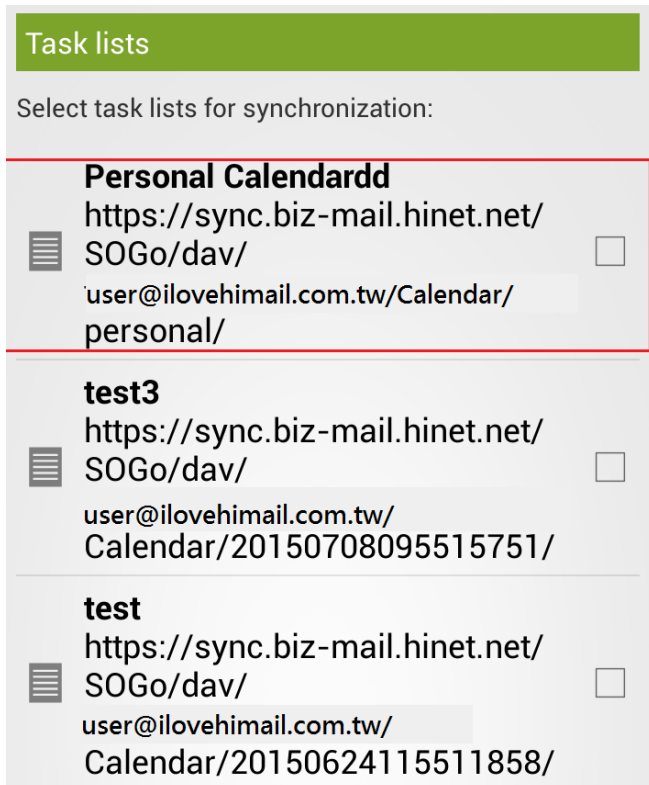 Task lists
Select task lists for synchronization:
Personal Calendardd
https://sync.biz-mail.hinet.net/
SOGo/dav/
user@ilovehimail.com.tw/Calendar/
personal/
test3
https://sync.biz-mail.hinet.net/
SOGo/dav/
user@ilovehimail.com.tw/
Calendar/20150708095515751/
test
https://sync.biz-mail.hinet.net/
SOGo/dav/
user@ilovehimail.com.tw/
Calendar/20150624115511858/